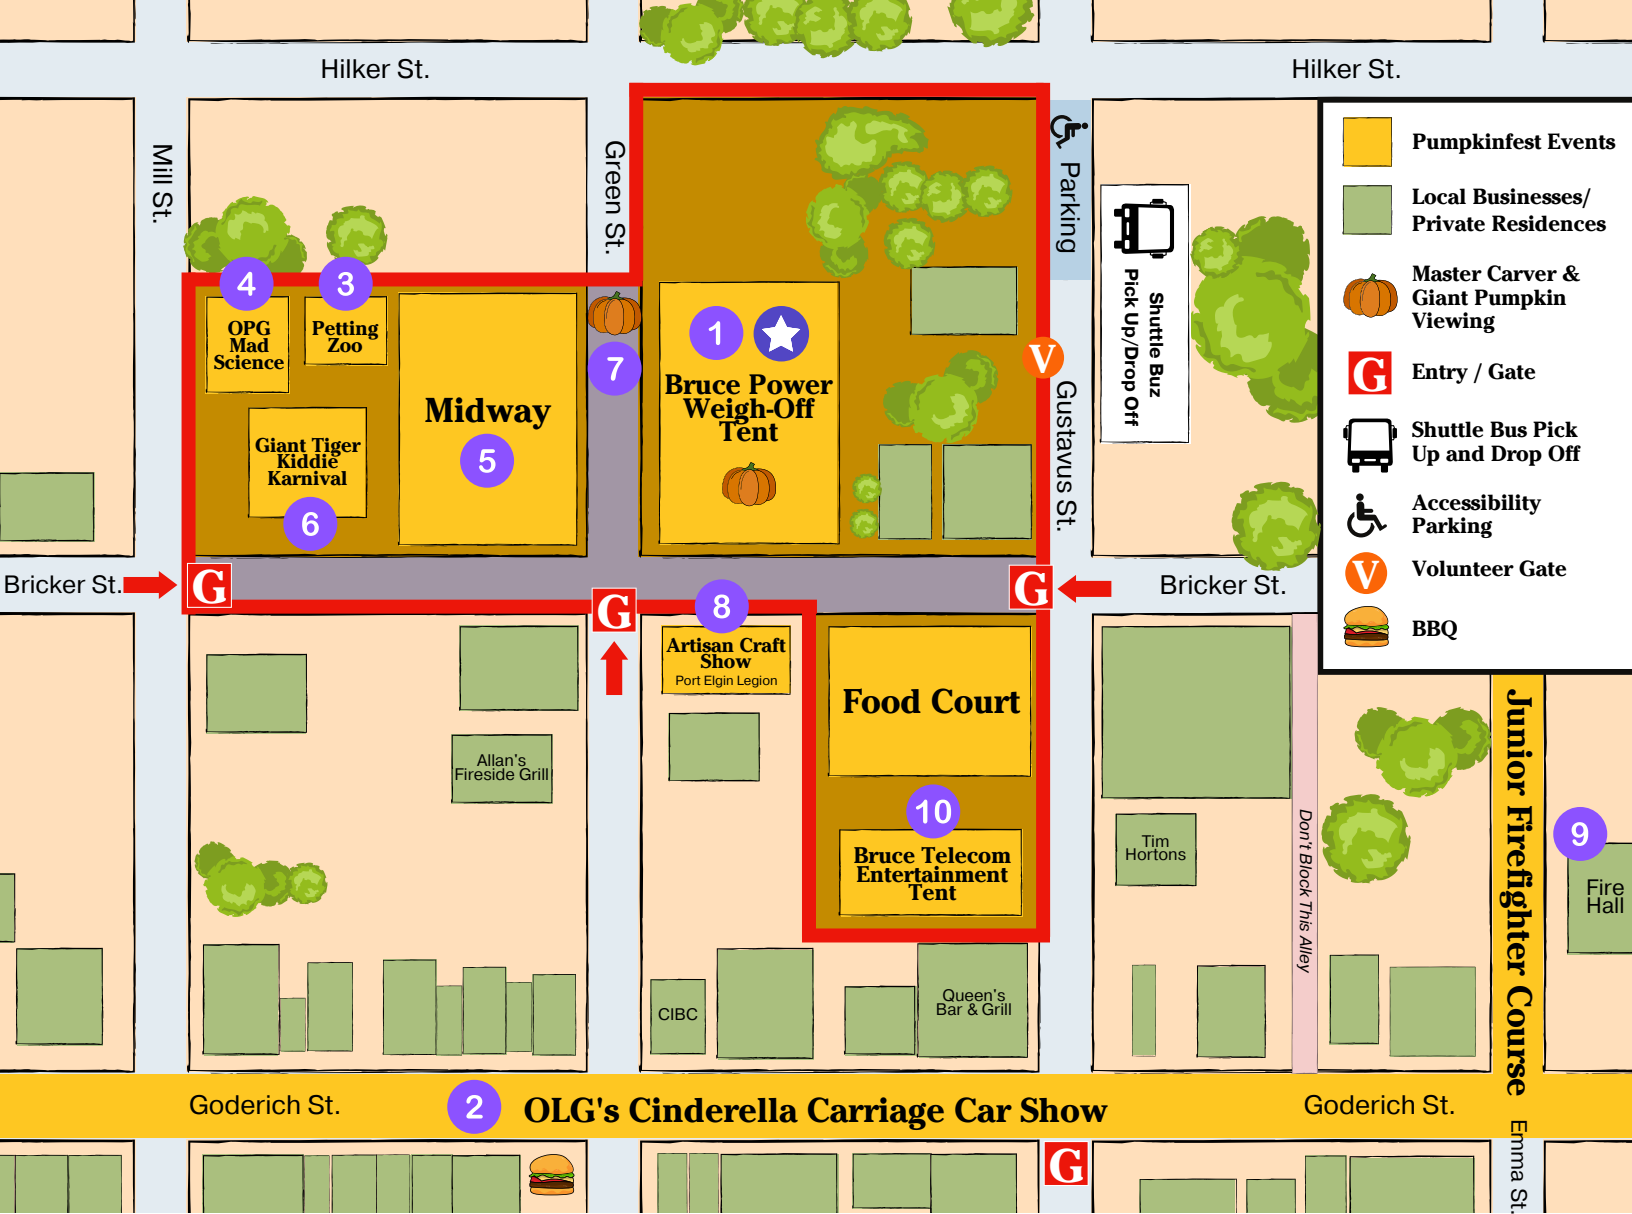 Hilker St.
Hilker St.
Mill St.
Green St.
Parking
Shuttle Buz
Pick Up/Drop Off
Gustavus St.
Pumpkinfest Events
Local Businesses/
Private Residences
Master Carver &
Giant Pumpkin
Viewing
G
Entry / Gate
Shuttle Bus Pick
Up and Drop Off
Accessibility
Parking
V
Volunteer Gate
BBQ
4
OPG
Mad
Science
3
Petting
Zoo
Midway
5
Giant Tiger
Kiddie
Karnival
6
7
1
Bruce Power
Weigh-Off
Tent
V
Bricker St.
G
G
G
Bricker St.
8
Artisan Craft
Show
Port Elgin Legion
Food Court
10
Bruce Telecom
Entertainment
Tent
Allan's
Fireside Grill
Tim
Hortons
Don't Block This Alley
Junior Firefighter Course
9
Fire
Hall
CIBC
Queen's
Bar & Grill
Goderich St.
2
OLG's Cinderella Carriage Car Show
Goderich St.
Emma St.
G